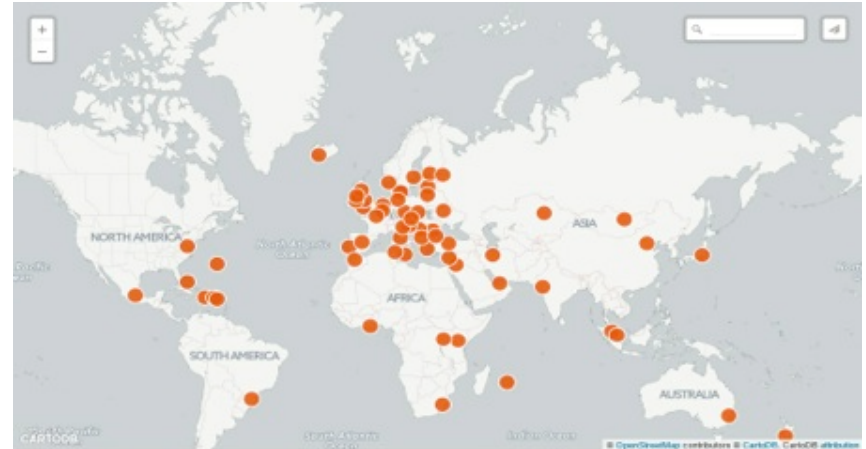 +
−
NORTH AMERICA
North Atlantic
Ocean
ASIA
AFRICA
SOUTH AMERICA
AUSTRALIA
Indian Ocean
South Atlantic
CARTODB
© OpenStreetMap contributors © CartoDB, CartoDB attribution